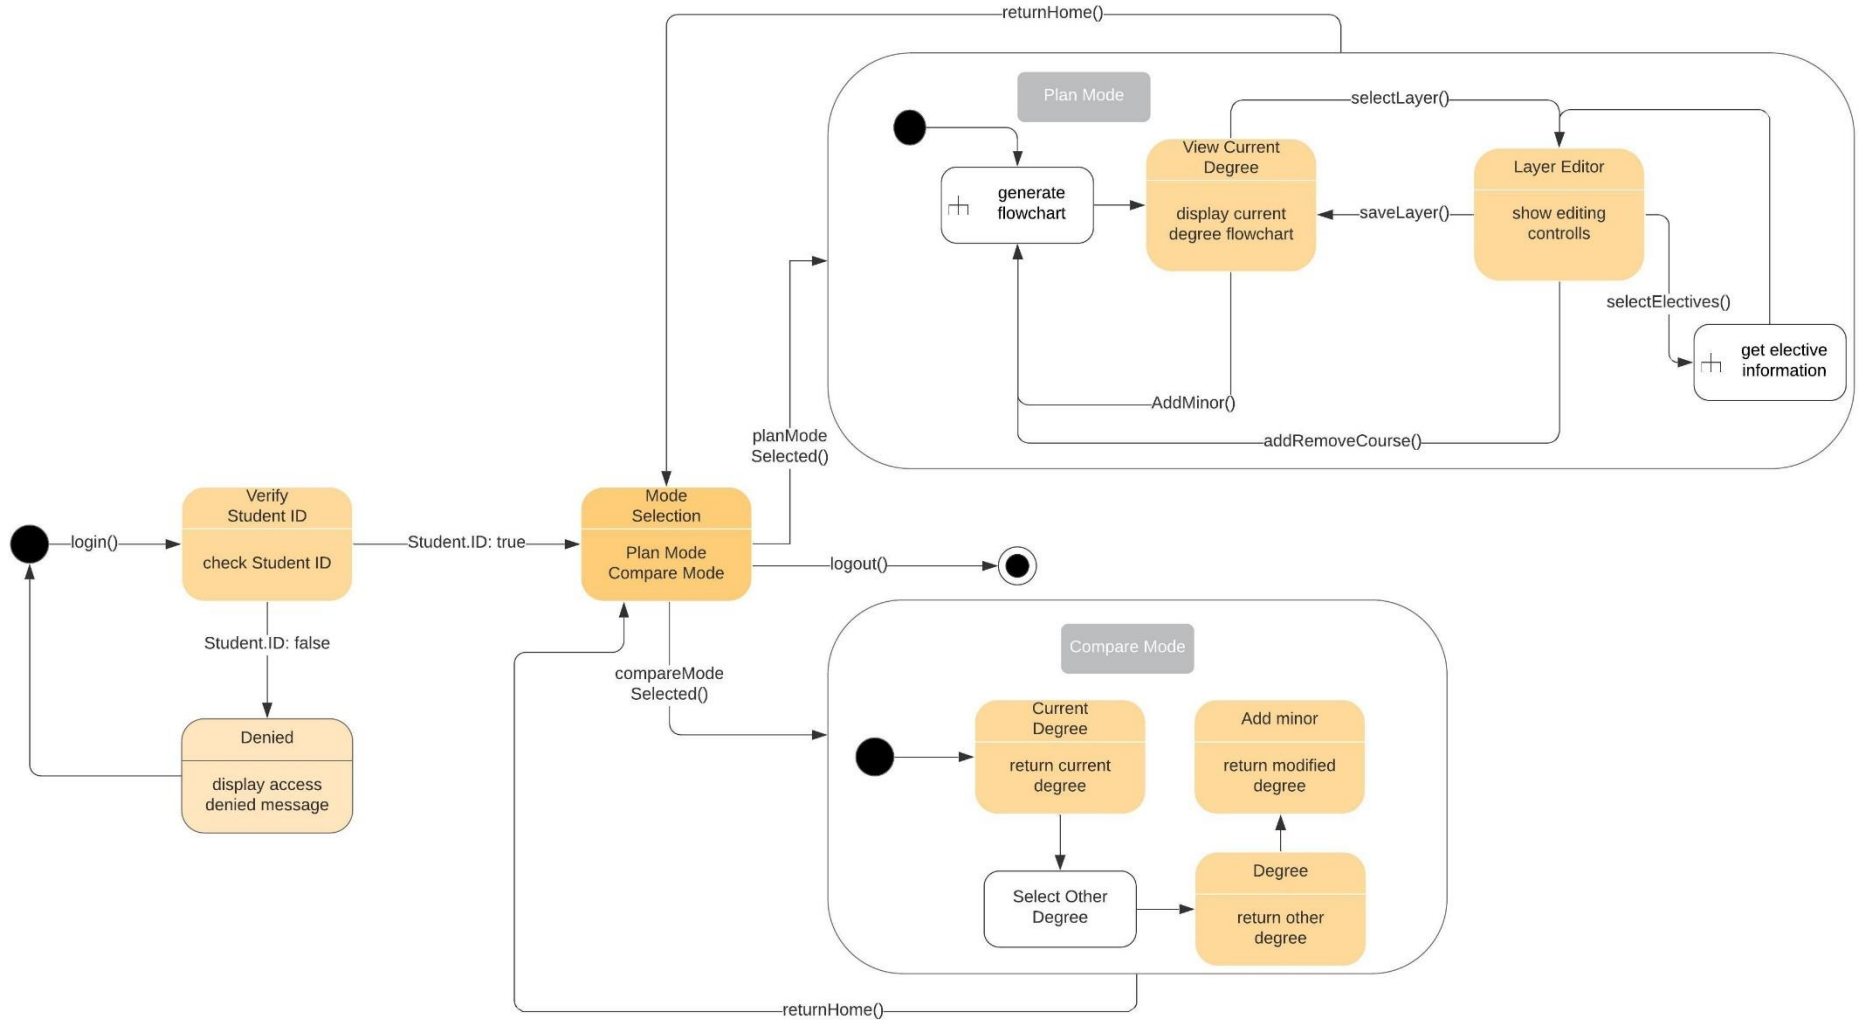 returnHome()
Plan Mode
selectLayer()
View Current
Degree
display current
degree flowchart
generate
flowchart
Layer Editor
show editing
controlls
saveLayer()
selectElectives()
get elective
information
AddMinor()
addRemoveCourse()
planMode
Selected()
login()
Verify
Student ID
check Student ID
Student.ID: true
Mode
Selection
Plan Mode
Compare Mode
logout()
Student.ID: false
Denied
display access
denied message
compareMode
Selected()
Compare Mode
Current
Degree
return current
degree
Add minor
return modified
degree
Select Other
Degree
Degree
return other
degree
returnHome()